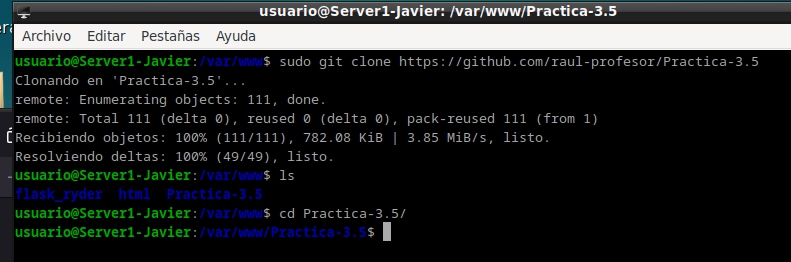 usuario@Server1-Javier: /var/www/Practica-3.5
Archivo Editar Pestañas Ayuda
usuario@Server1-Javier:/var/www$ sudo git clone https://github.com/raul-profesor/Practica-3.5
Clonando en 'Practica-3.5'...
remote: Enumerating objects: 111, done.
remote: Total 111 (delta 0), reused 0 (delta 0), pack-reused 111 (from 1)
Recibiendo objetos: 100% (111/111), 782.08 KiB | 3.85 MiB/s, listo.
Resolviendo deltas: 100% (49/49), listo.
usuario@Server1-Javier:/var/www$ ls
flask_ryder html Practica-3.5
usuario@Server1-Javier:/var/www$ cd Practica-3.5/
usuario@Server1-Javier:/var/www/Practica-3.5$